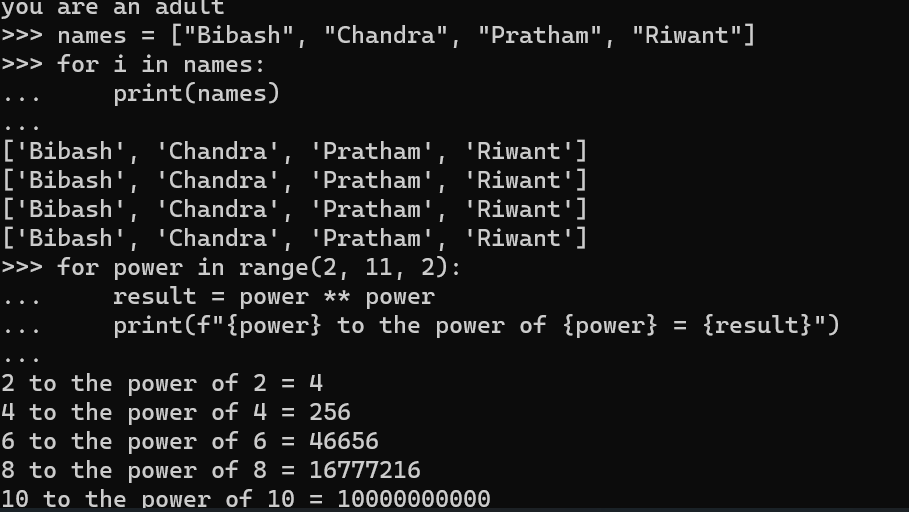 you are an adult
>>> names = ["Bibash", "Chandra", "Pratham", "Riwant"]
>>> for i in names:
...     print(names)
...
['Bibash', 'Chandra', 'Pratham', 'Riwant']
['Bibash', 'Chandra', 'Pratham', 'Riwant']
['Bibash', 'Chandra', 'Pratham', 'Riwant']
['Bibash', 'Chandra', 'Pratham', 'Riwant']
>>> for power in range(2, 11, 2):
...     result = power ** power
...     print(f"{power} to the power of {power} = {result}")
...
2 to the power of 2 = 4
4 to the power of 4 = 256
6 to the power of 6 = 46656
8 to the power of 8 = 16777216
10 to the power of 10 = 10000000000